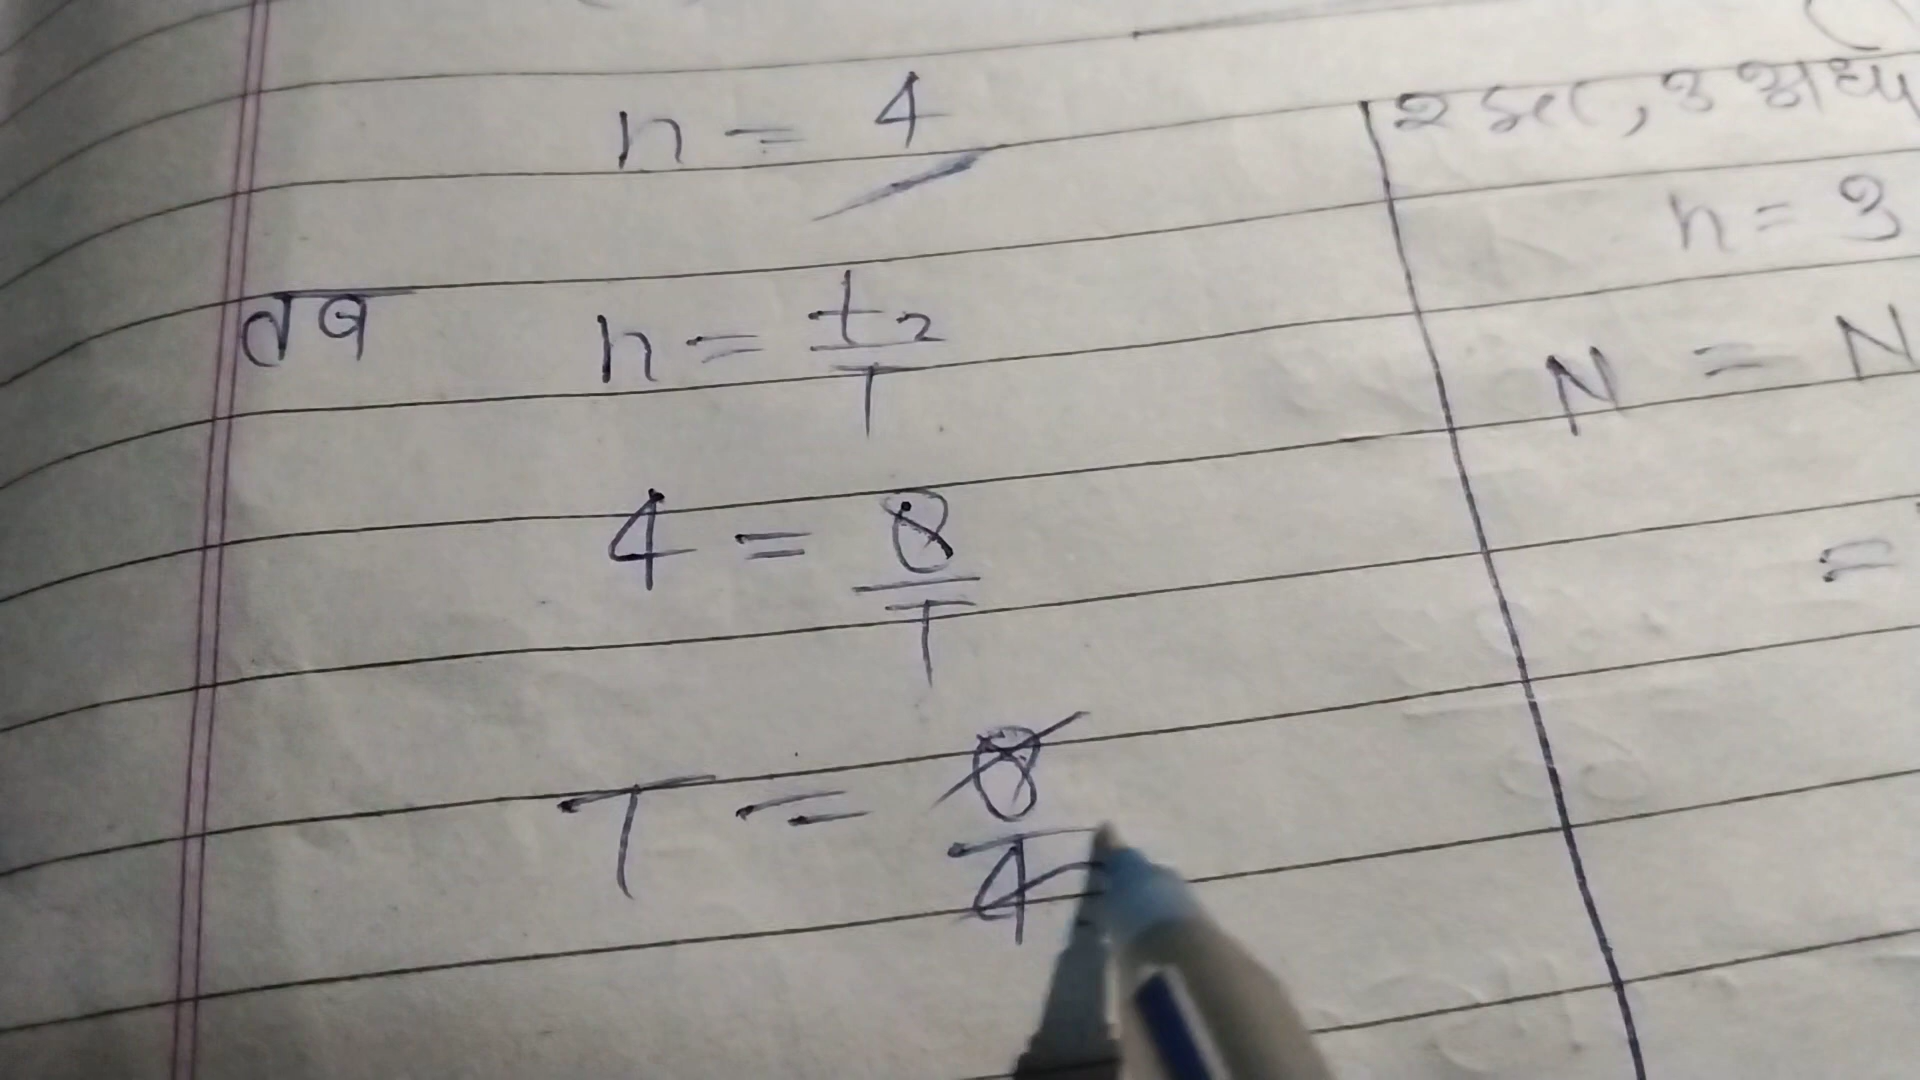 n = 4
तब n = t₂/T
4 = 8/T
T = 8/4
n = 3
N = N
=